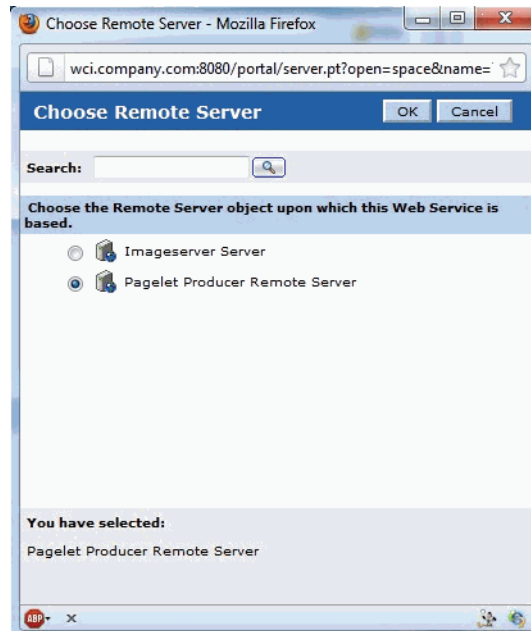 Choose Remote Server - Mozilla Firefox
wci.company.com:8080/portal/server.pt?open=space&name=
Choose Remote Server
OK
Cancel
Search:
Choose the Remote Server object upon which this Web Service is
based.
Imageserver Server
Pagelet Producer Remote Server
You have selected:
Pagelet Producer Remote Server
ABP
x